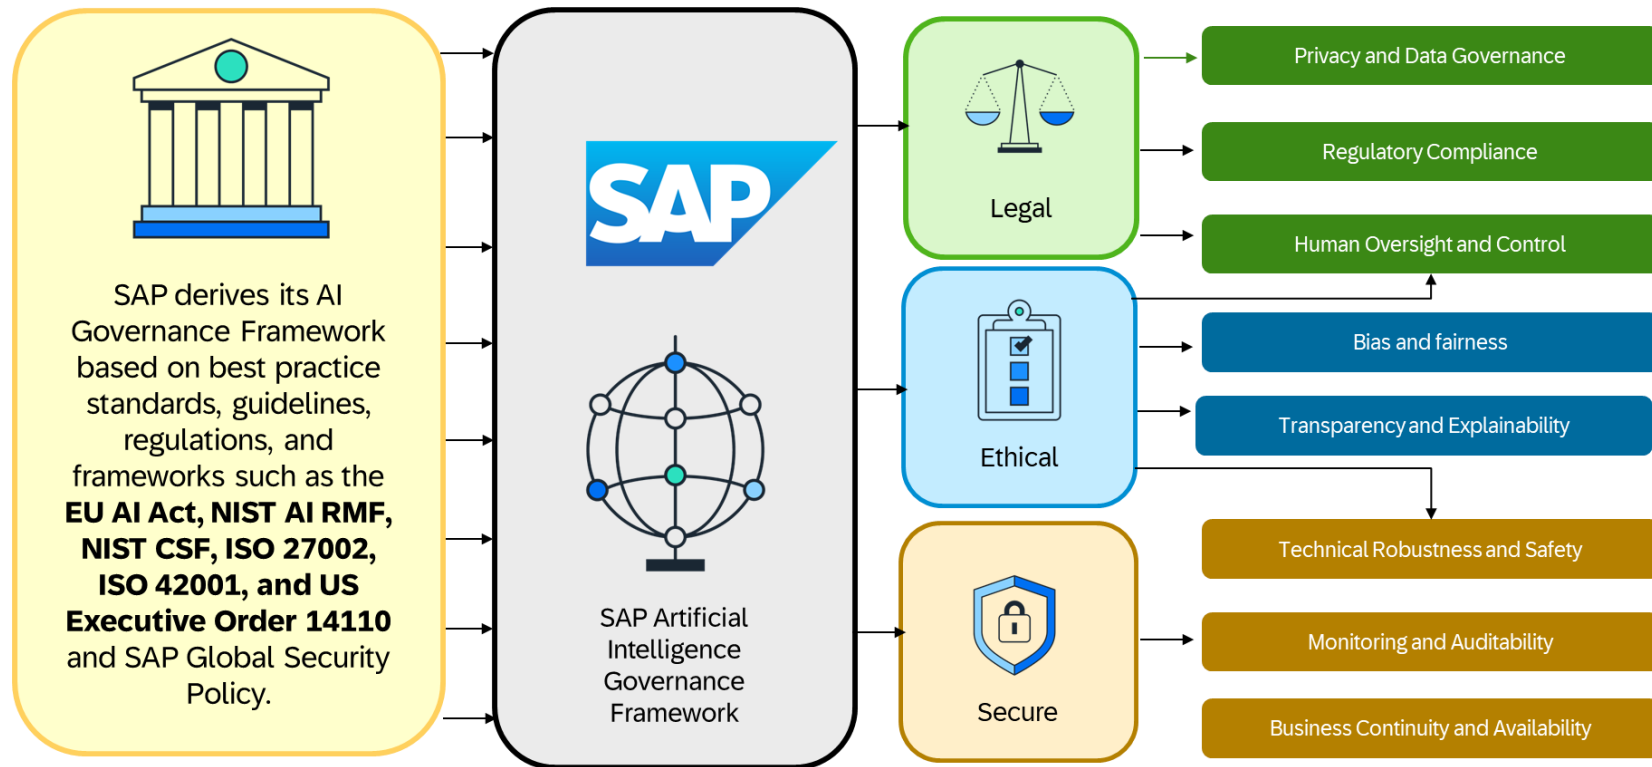 SAP derives its AI
Governance Framework
based on best practice
standards, guidelines,
regulations, and
frameworks such as the
EU AI Act, NIST AI RMF,
NIST CSF, ISO 27002,
ISO 42001, and US
Executive Order 14110
and SAP Global Security
Policy.
SAP
SAP Artificial
Intelligence
Governance
Framework
Legal
Privacy and Data Governance
Regulatory Compliance
Human Oversight and Control
Ethical
Bias and fairness
Transparency and Explainability
Secure
Technical Robustness and Safety
Monitoring and Auditability
Business Continuity and Availability